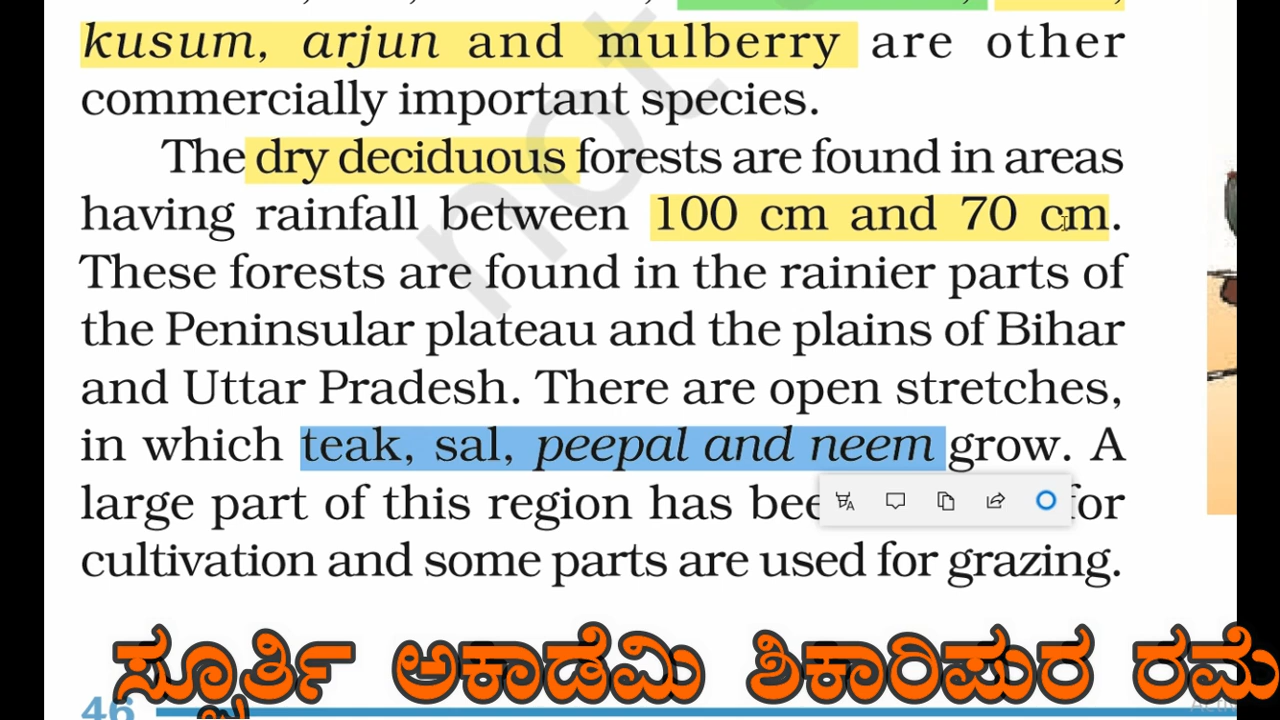 kusum, arjun and mulberry are other
commercially important species.
The dry deciduous forests are found in areas
having rainfall between 100 cm and 70 cm.
These forests are found in the rainier parts of
the Peninsular plateau and the plains of Bihar
and Uttar Pradesh. There are open stretches,
in which teak, sal, peepal and neem grow. A
large part of this region has for
cultivation and some parts are used for grazing.
ಸ್ಪೂರ್ತಿ ಅಕಾಡೆಮಿ ಶಿಕಾರಿಪುರ ರಮೆ
46
not